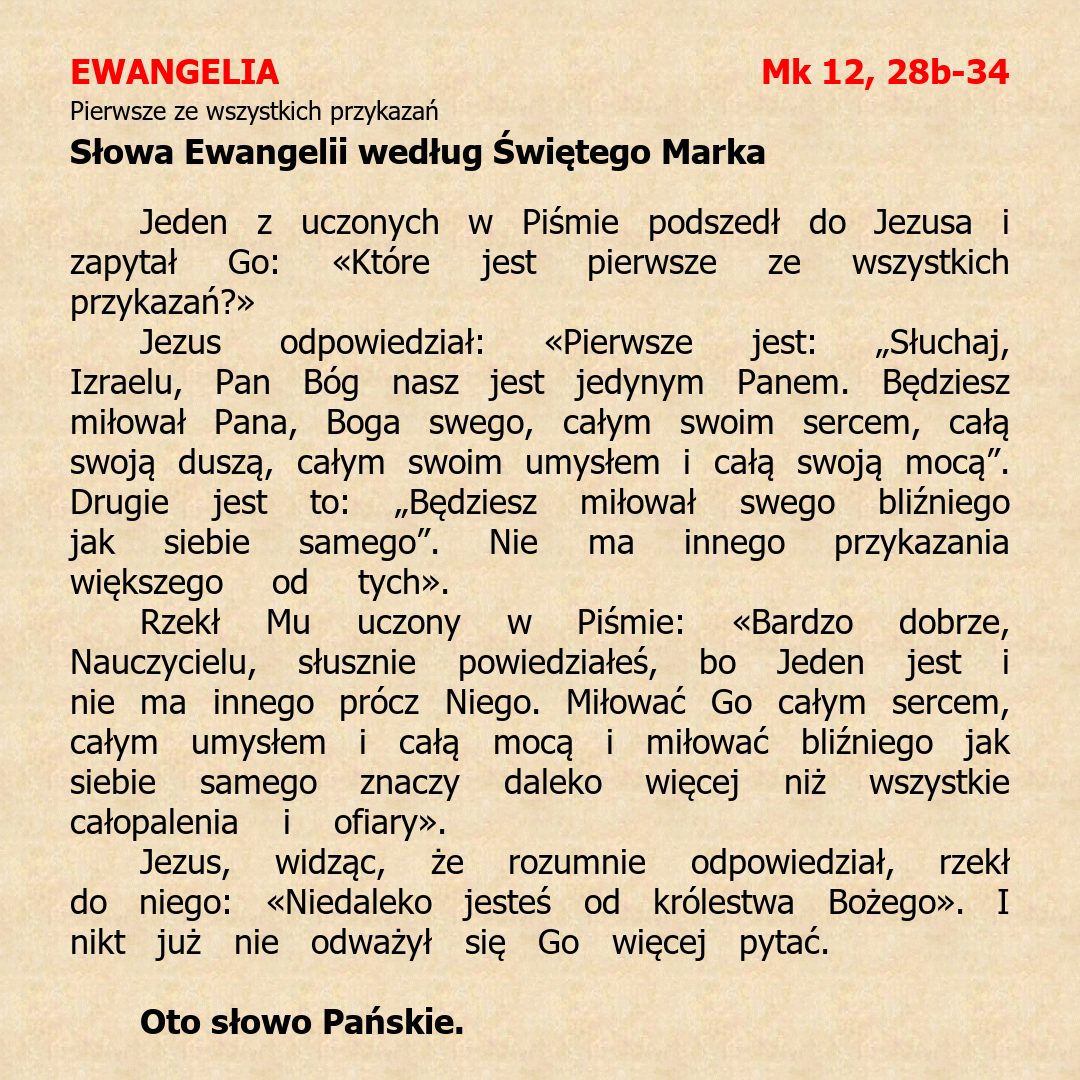 EWANGELIA Mk 12, 28b-34
Pierwsze ze wszystkich przykazań
Słowa Ewangelii według Świętego Marka
Jeden z uczonych w Piśmie podszedł do Jezusa i
zapytał Go: «Które jest pierwsze ze wszystkich
przykazań?»
Jezus odpowiedział: «Pierwsze jest: „Słuchaj,
Izraelu, Pan Bóg nasz jest jedynym Panem. Będziesz
miłował Pana, Boga swego, całym swoim sercem, całą
swoją duszą, całym swoim umysłem i całą swoją mocą”.
Drugie jest to: „Będziesz miłował swego bliźniego
jak siebie samego”. Nie ma innego przykazania
większego od tych».
Rzekł Mu uczony w Piśmie: «Bardzo dobrze,
Nauczycielu, słusznie powiedziałeś, bo Jeden jest i
nie ma innego prócz Niego. Miłować Go całym sercem,
całym umysłem i całą mocą i miłować bliźniego jak
siebie samego znaczy daleko więcej niż wszystkie
całopalenia i ofiary».
Jezus, widząc, że rozumnie odpowiedział, rzekł
do niego: «Niedaleko jesteś od królestwa Bożego». I
nikt już nie odważył się Go więcej pytać.
Oto słowo Pańskie.